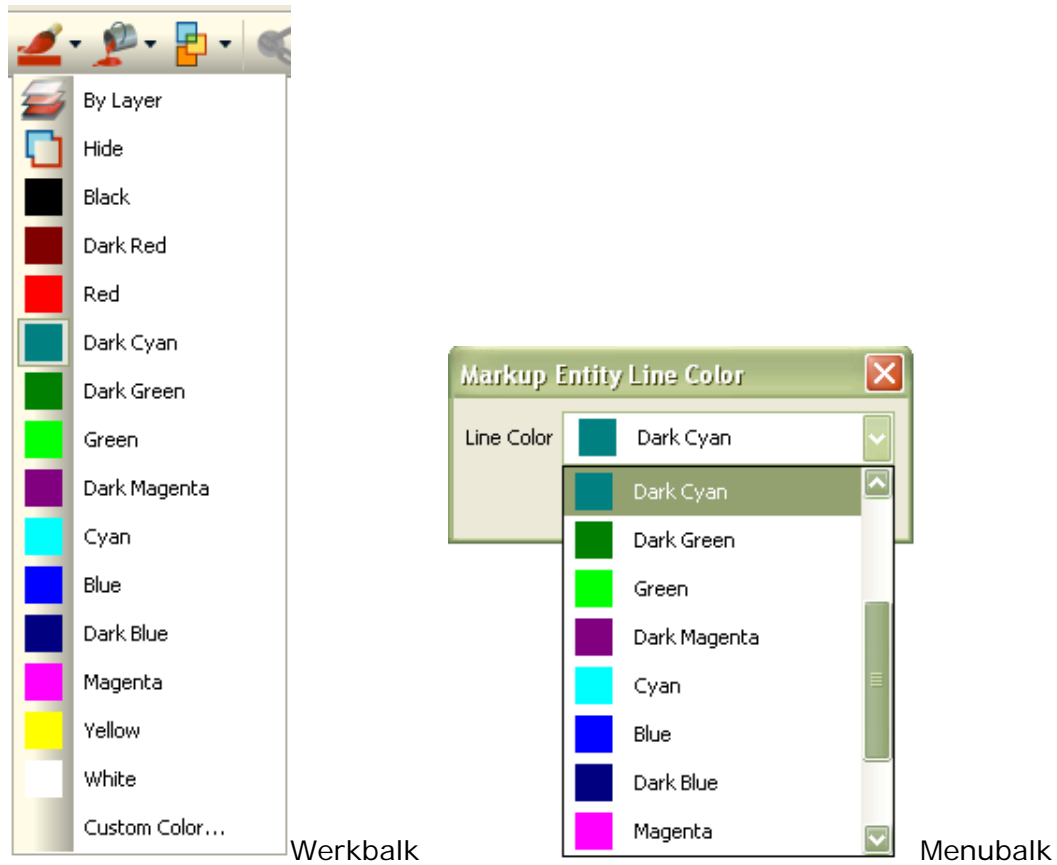 By Layer
Hide
Black
Dark Red
Red
Dark Cyan
Dark Green
Green
Dark Magenta
Cyan
Blue
Dark Blue
Magenta
Yellow
White
Custom Color...
Werkbalk
Markup Entity Line Color
Line Color
Dark Cyan
Dark Cyan
Dark Green
Green
Dark Magenta
Cyan
Blue
Dark Blue
Magenta
Menubalk